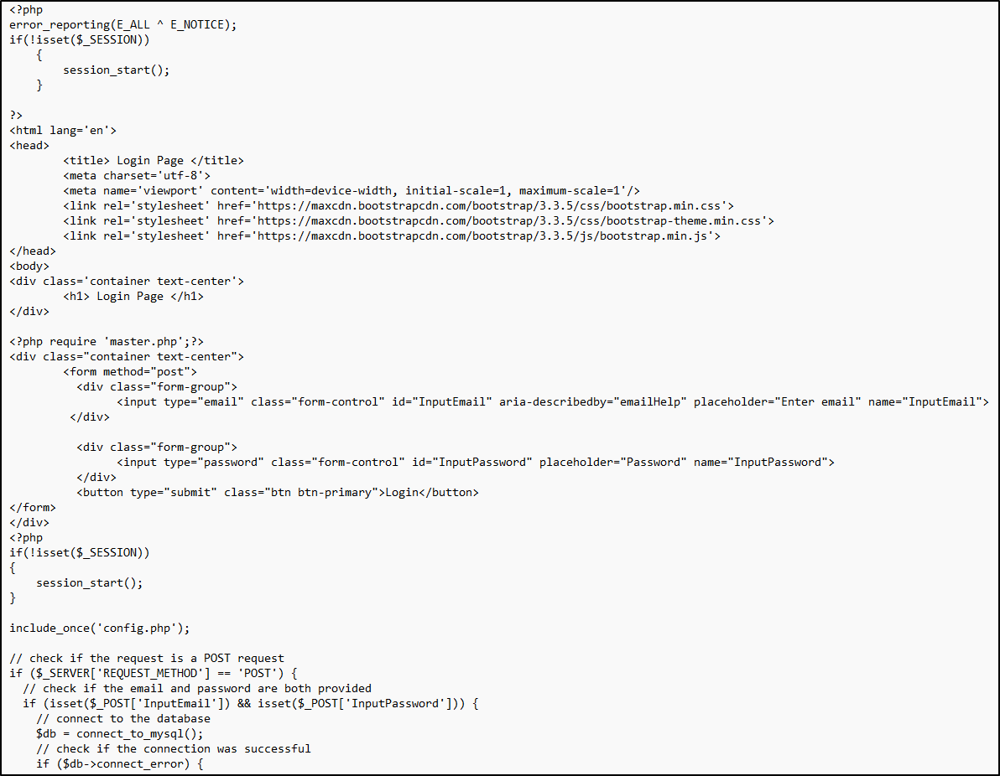 <?php
error_reporting(E_ALL ^ E_NOTICE);
if(!isset($_SESSION))
    {
        session_start();
    }

?>
<html lang='en'>
<head>
        <title> Login Page </title>
        <meta charset='utf-8'>
        <meta name='viewport' content='width=device-width, initial-scale=1, maximum-scale=1'/>
        <link rel='stylesheet' href='https://maxcdn.bootstrapcdn.com/bootstrap/3.3.5/css/bootstrap.min.css'>
        <link rel='stylesheet' href='https://maxcdn.bootstrapcdn.com/bootstrap/3.3.5/css/bootstrap-theme.min.css'>
        <link rel='stylesheet' href='https://maxcdn.bootstrapcdn.com/bootstrap/3.3.5/js/bootstrap.min.js'>
</head>
<body>
<div class='container text-center'>
        <h1> Login Page </h1>
</div>

<?php require 'master.php';?>
<div class="container text-center">
        <form method="post">
          <div class="form-group">
                <input type="email" class="form-control" id="InputEmail" aria-describedby="emailHelp" placeholder="Enter email" name="InputEmail">
         </div>

          <div class="form-group">
                <input type="password" class="form-control" id="InputPassword" placeholder="Password" name="InputPassword">
          </div>
          <button type="submit" class="btn btn-primary">Login</button>
</form>
</div>
<?php
if(!isset($_SESSION))
{
    session_start();
}

include_once('config.php');

// check if the request is a POST request
if ($_SERVER['REQUEST_METHOD'] == 'POST') {
  // check if the email and password are both provided
  if (isset($_POST['InputEmail']) && isset($_POST['InputPassword'])) {
    // connect to the database
    $db = connect_to_mysql();
    // check if the connection was successful
    if ($db->connect_error) {